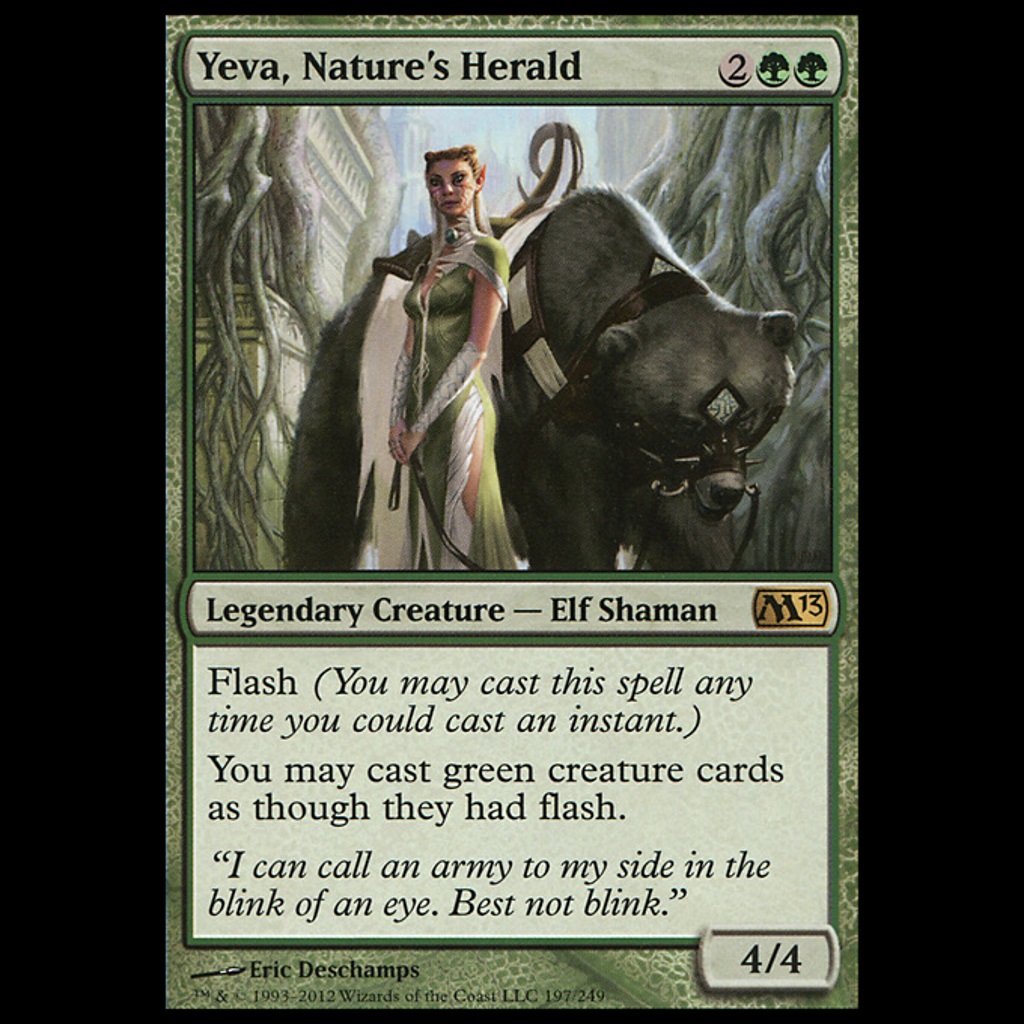 Yeva, Nature's Herald 2
Legendary Creature — Elf Shaman M13
Flash (You may cast this spell any
time you could cast an instant.)
You may cast green creature cards
as though they had flash.
“I can call an army to my side in the
blink of an eye. Best not blink.”
4/4
Eric Deschamps
™ & © 1993–2012 Wizards of the Coast LLC 197/249